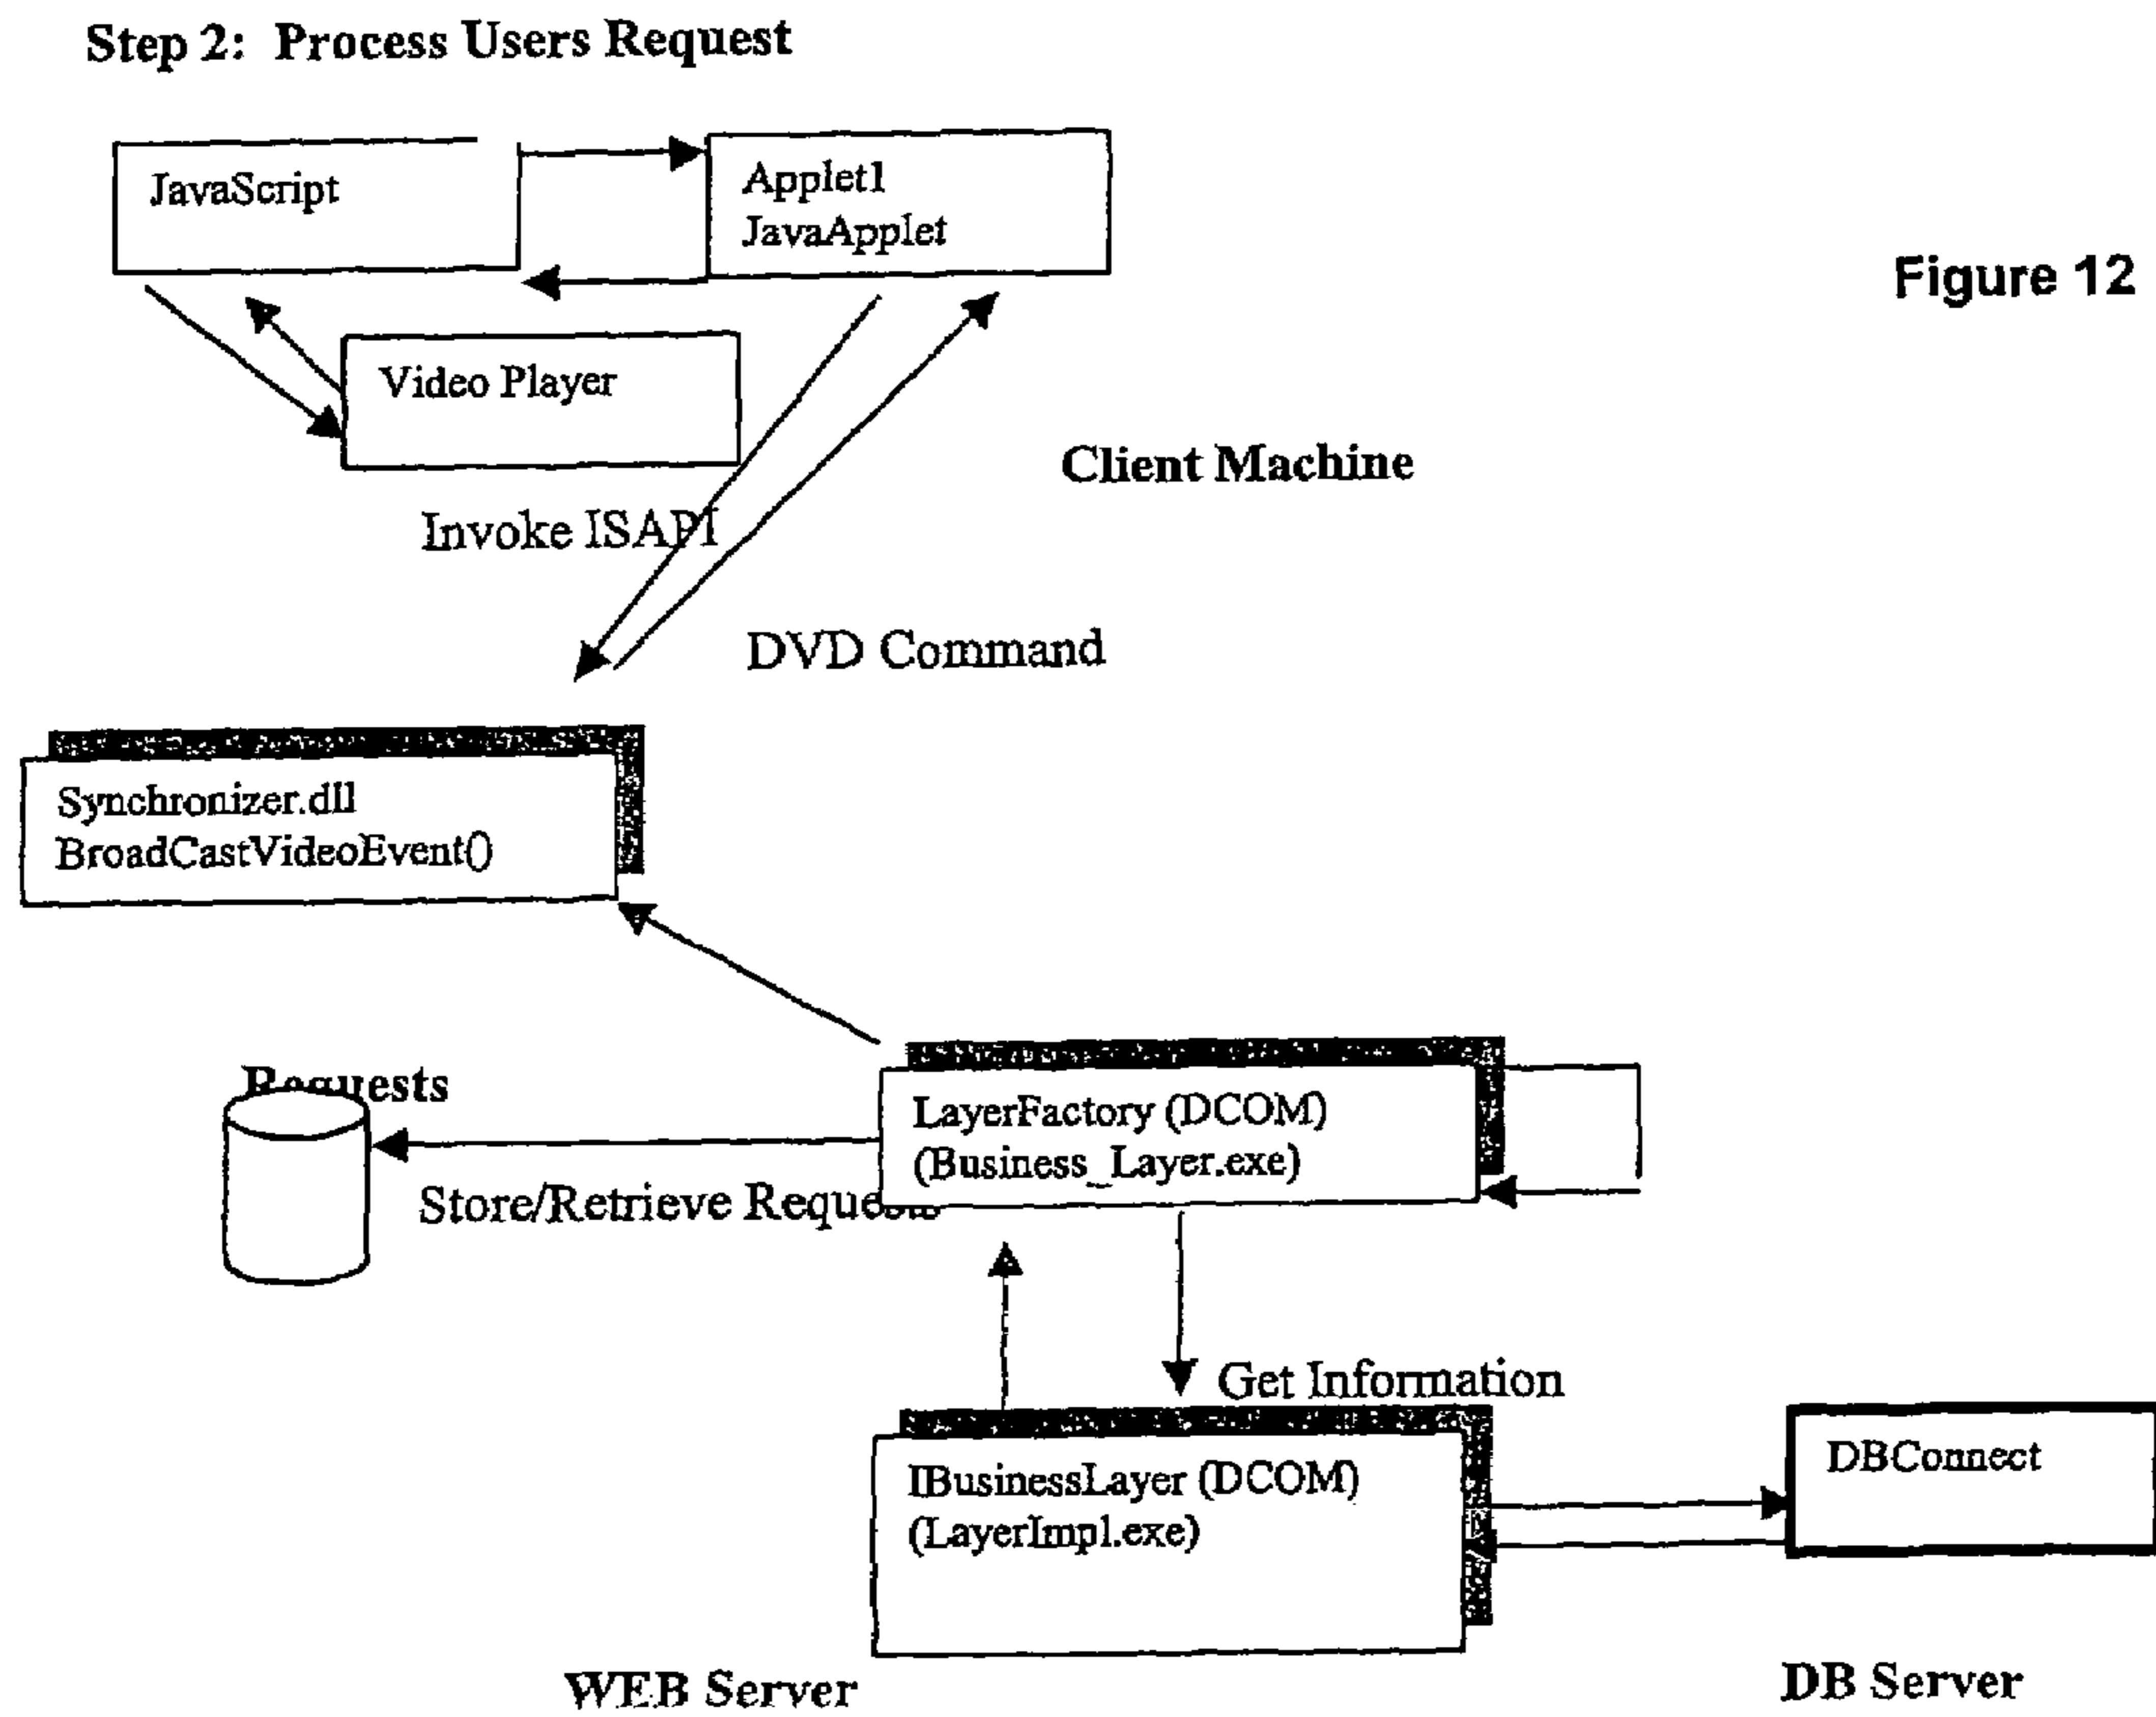 Step 2: Process Users Request
JavaScript
Applet1
JavaApplet
Figure 12
Video Player
Client Machine
Invoke ISAPI
DVD Command
Synchronizer.dll
BroadCastVideoEvent()
Requests
LayerFactory (DCOM)
(Business_Layer.exe)
Store/Retrieve Requests
Get Information
IBusinessLayer (DCOM)
(LayerImpl.exe)
DBConnect
WEB Server
DB Server